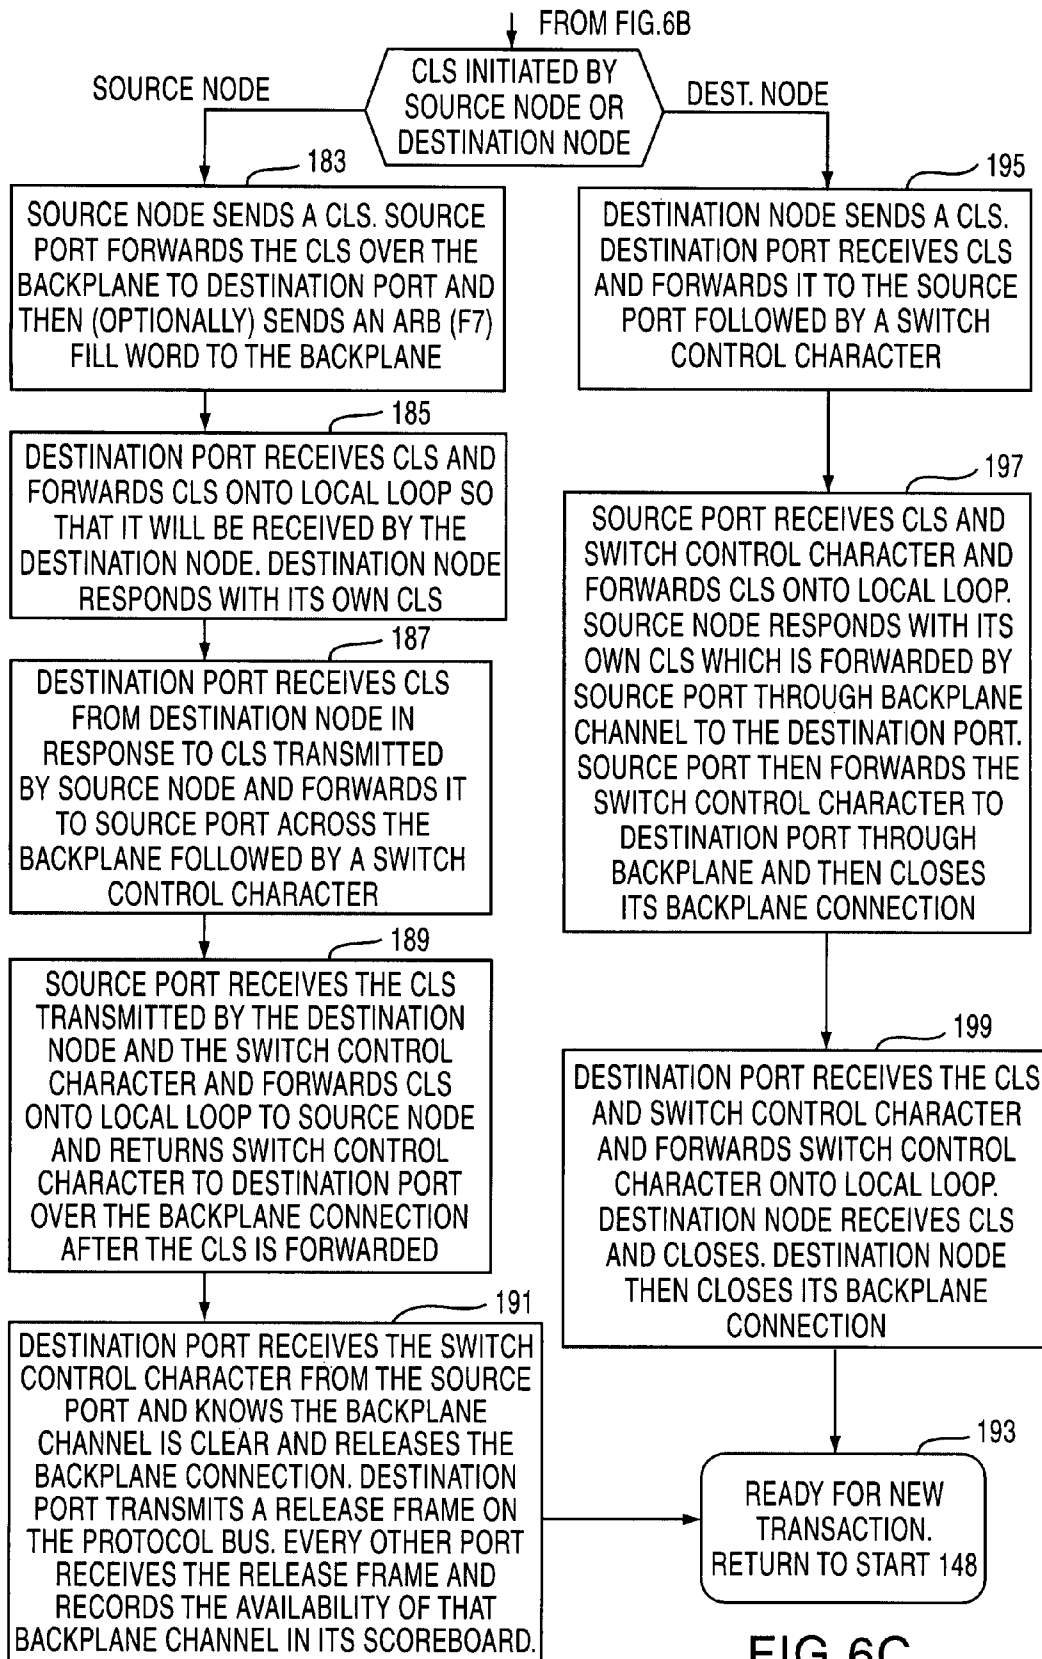 FROM FIG.6B
CLS INITIATED BY
SOURCE NODE OR
DESTINATION NODE
SOURCE NODE
DEST. NODE
183
SOURCE NODE SENDS A CLS. SOURCE
PORT FORWARDS THE CLS OVER THE
BACKPLANE TO DESTINATION PORT AND
THEN (OPTIONALLY) SENDS AN ARB (F7)
FILL WORD TO THE BACKPLANE
185
DESTINATION PORT RECEIVES CLS AND
FORWARDS CLS ONTO LOCAL LOOP SO
THAT IT WILL BE RECEIVED BY THE
DESTINATION NODE. DESTINATION NODE
RESPONDS WITH ITS OWN CLS
187
DESTINATION PORT RECEIVES CLS
FROM DESTINATION NODE IN
RESPONSE TO CLS TRANSMITTED
BY SOURCE NODE AND FORWARDS IT
TO SOURCE PORT ACROSS THE
BACKPLANE FOLLOWED BY A SWITCH
CONTROL CHARACTER
189
SOURCE PORT RECEIVES THE CLS
TRANSMITTED BY THE DESTINATION
NODE AND THE SWITCH CONTROL
CHARACTER AND FORWARDS CLS
ONTO LOCAL LOOP TO SOURCE NODE
AND RETURNS SWITCH CONTROL
CHARACTER TO DESTINATION PORT
OVER THE BACKPLANE CONNECTION
AFTER THE CLS IS FORWARDED
191
DESTINATION PORT RECEIVES THE SWITCH
CONTROL CHARACTER FROM THE SOURCE
PORT AND KNOWS THE BACKPLANE
CHANNEL IS CLEAR AND RELEASES THE
BACKPLANE CONNECTION. DESTINATION
PORT TRANSMITS A RELEASE FRAME ON
THE PROTOCOL BUS. EVERY OTHER PORT
RECEIVES THE RELEASE FRAME AND
RECORDS THE AVAILABILITY OF THAT
BACKPLANE CHANNEL IN ITS SCOREBOARD.
195
DESTINATION NODE SENDS A CLS.
DESTINATION PORT RECEIVES CLS
AND FORWARDS IT TO THE SOURCE
PORT FOLLOWED BY A SWITCH
CONTROL CHARACTER
197
SOURCE PORT RECEIVES CLS AND
SWITCH CONTROL CHARACTER AND
FORWARDS CLS ONTO LOCAL LOOP.
SOURCE NODE RESPONDS WITH ITS
OWN CLS WHICH IS FORWARDED BY
SOURCE PORT THROUGH BACKPLANE
CHANNEL TO THE DESTINATION PORT.
SOURCE PORT THEN FORWARDS THE
SWITCH CONTROL CHARACTER TO
DESTINATION PORT THROUGH
BACKPLANE AND THEN CLOSES
ITS BACKPLANE CONNECTION
199
DESTINATION PORT RECEIVES THE CLS
AND SWITCH CONTROL CHARACTER
AND FORWARDS SWITCH CONTROL
CHARACTER ONTO LOCAL LOOP.
DESTINATION NODE RECEIVES CLS
AND CLOSES. DESTINATION NODE
THEN CLOSES ITS BACKPLANE
CONNECTION
193
READY FOR NEW
TRANSACTION.
RETURN TO START 148
FIG.6C